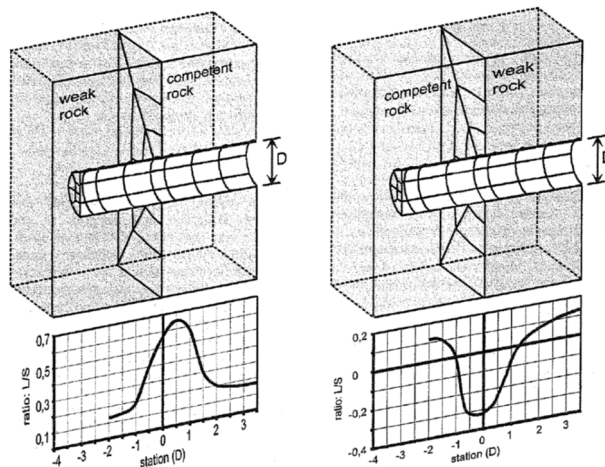 weak
rock
competent
rock
D
0,7
0,5
0,3
0,1
ratio: L/S
-4
-3
-2
-1
0
1
2
3
station (D)
competent
rock
weak
rock
0,2
0
-0,2
-0,4
ratio: L/S
-4
-3
-2
-1
0
1
2
3
station (D)